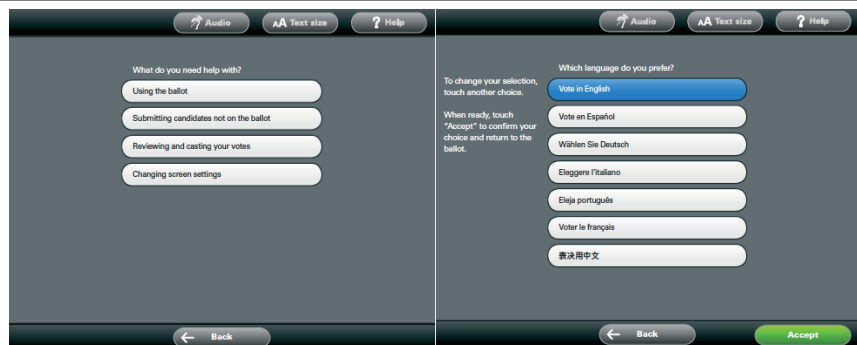 Audio
AA Text size
? Help
What do you need help with?
Using the ballot
Submitting candidates not on the ballot
Reviewing and casting your votes
Changing screen settings
← Back
Audio
AA Text size
? Help
To change your selection,
touch another choice.
When ready, touch
"Accept" to confirm your
choice and return to the
ballot.
Which language do you prefer?
Vote in English
Vote en Español
Wählen Sie Deutsch
Eleggere l'italiano
Eleja português
Voter le français
表决用中文
← Back
Accept